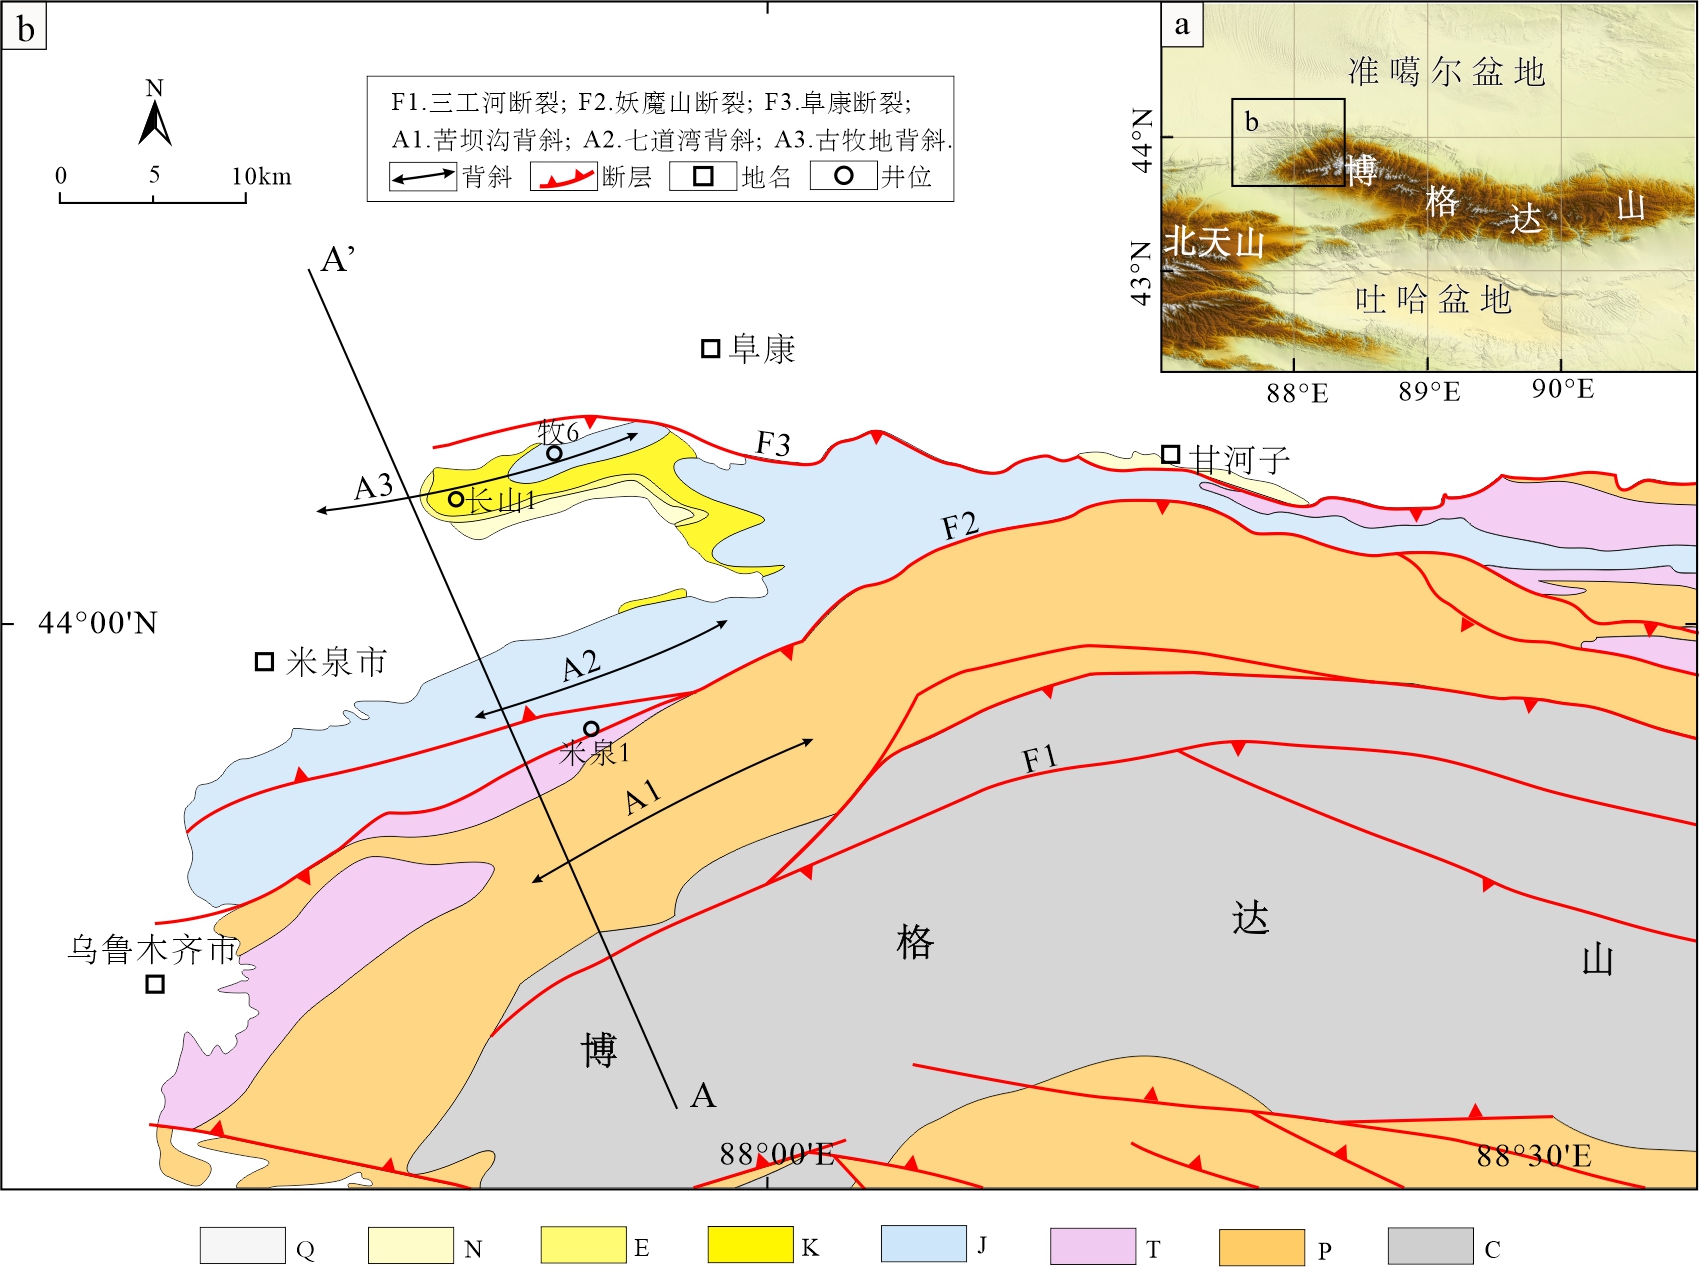 b
N
0 5 10km
F1.三工河断裂; F2.妖魔山断裂; F3.阜康断裂;
A1.苦坝沟背斜; A2.七道湾背斜; A3.古牧地背斜.
背斜 断层 地名 井位
a
准噶尔盆地
b
博格达山
北天山
吐哈盆地
44°N
43°N
88°E 89°E 90°E
A’
阜康
牧6
F3
甘河子
A3
长山1
F2
44°00'N
米泉市
A2
米泉1
A1
F1
乌鲁木齐市
博格达山
A
88°00'E
88°30'E
Q N E K J T P C